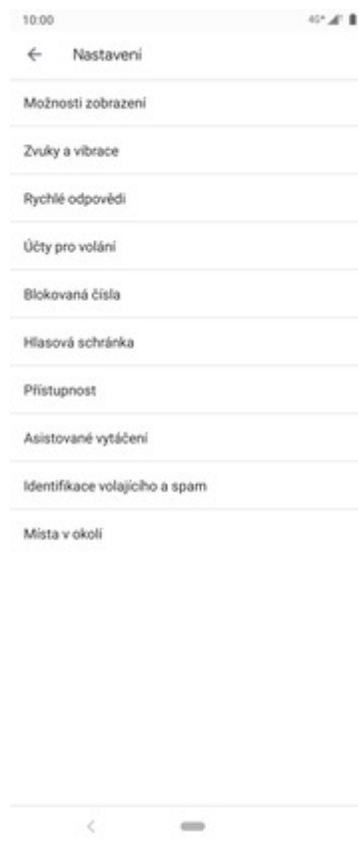 10:00 4G+
Nastavení
Možnosti zobrazení
Zvuky a vibrace
Rychlé odpovědi
Účty pro volání
Blokovaná čísla
Hlasová schránka
Přístupnost
Asistované vytáčení
Identifikace volajícího a spam
Místa v okolí